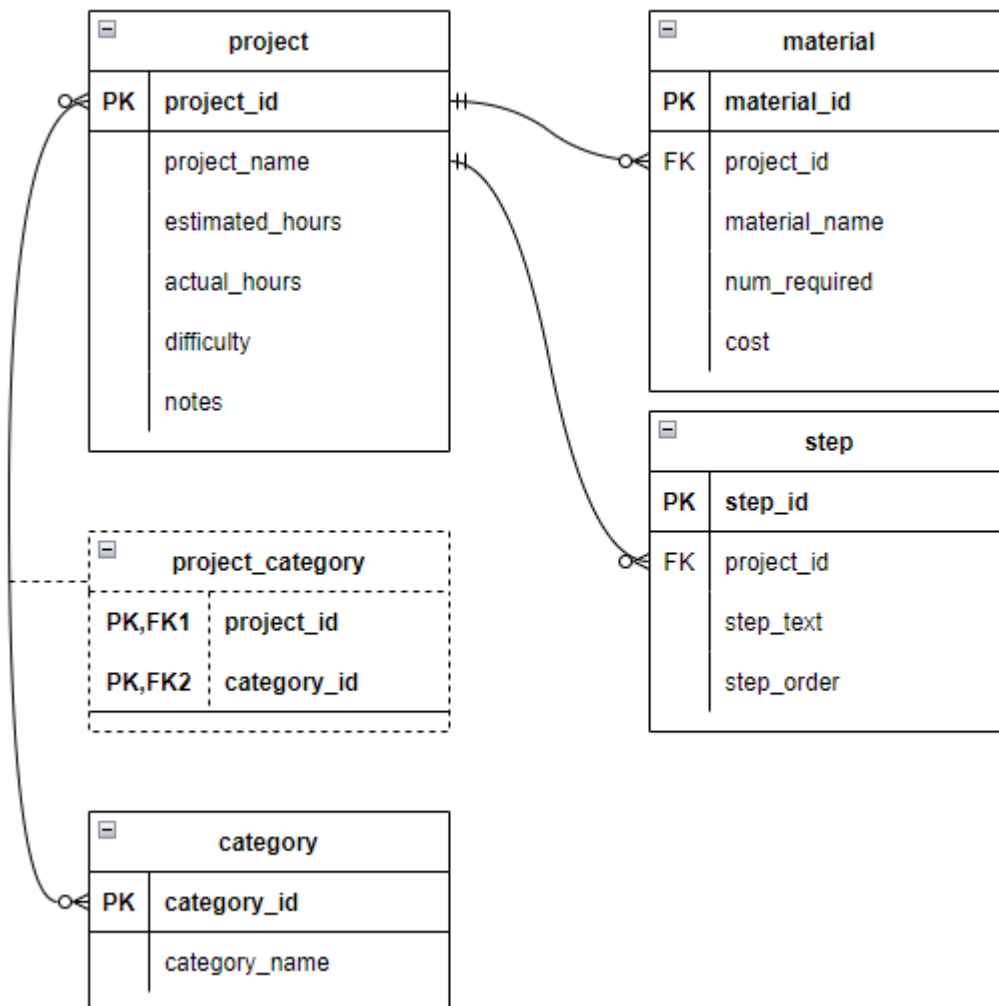 project
PK project_id
project_name
estimated_hours
actual_hours
difficulty
notes
material
PK material_id
FK project_id
material_name
num_required
cost
step
PK step_id
FK project_id
step_text
step_order
project_category
PK,FK1 project_id
PK,FK2 category_id
category
PK category_id
category_name